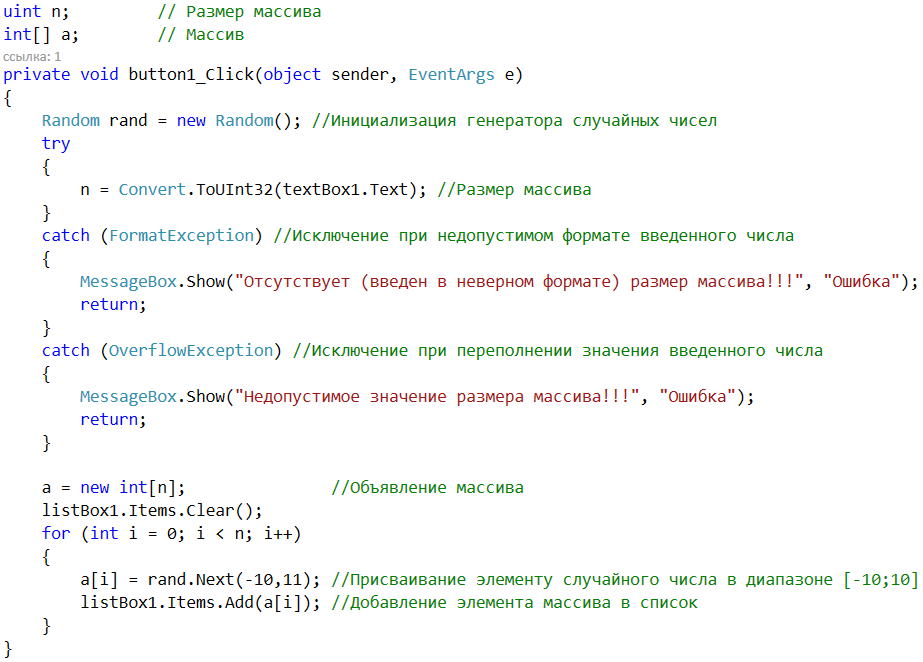 uint n;         // Размер массива
int[] a;        // Массив
ссылка: 1
private void button1_Click(object sender, EventArgs e)
{
    Random rand = new Random(); //Инициализация генератора случайных чисел
    try
    {
        n = Convert.ToUInt32(textBox1.Text); //Размер массива
    }
    catch (FormatException) //Исключение при недопустимом формате введенного числа
    {
        MessageBox.Show("Отсутствует (введен в неверном формате) размер массива!!!", "Ошибка");
        return;
    }
    catch (OverflowException) //Исключение при переполнении значения введенного числа
    {
        MessageBox.Show("Недопустимое значение размера массива!!!", "Ошибка");
        return;
    }

    a = new int[n];               //Объявление массива
    listBox1.Items.Clear();
    for (int i = 0; i < n; i++)
    {
        a[i] = rand.Next(-10,11); //Присваивание элементу случайного числа в диапазоне [-10;10]
        listBox1.Items.Add(a[i]); //Добавление элемента массива в список
    }
}